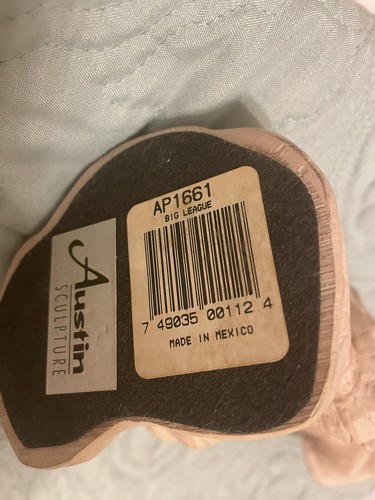 AP1661
BIG LEAGUE
7 49035 00112 4
MADE IN MEXICO
Austin
SCULPTURE